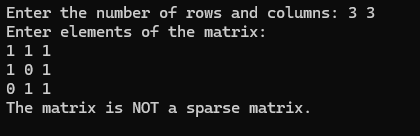 Enter the number of rows and columns: 3 3
Enter elements of the matrix:
1 1 1
1 0 1
0 1 1
The matrix is NOT a sparse matrix.